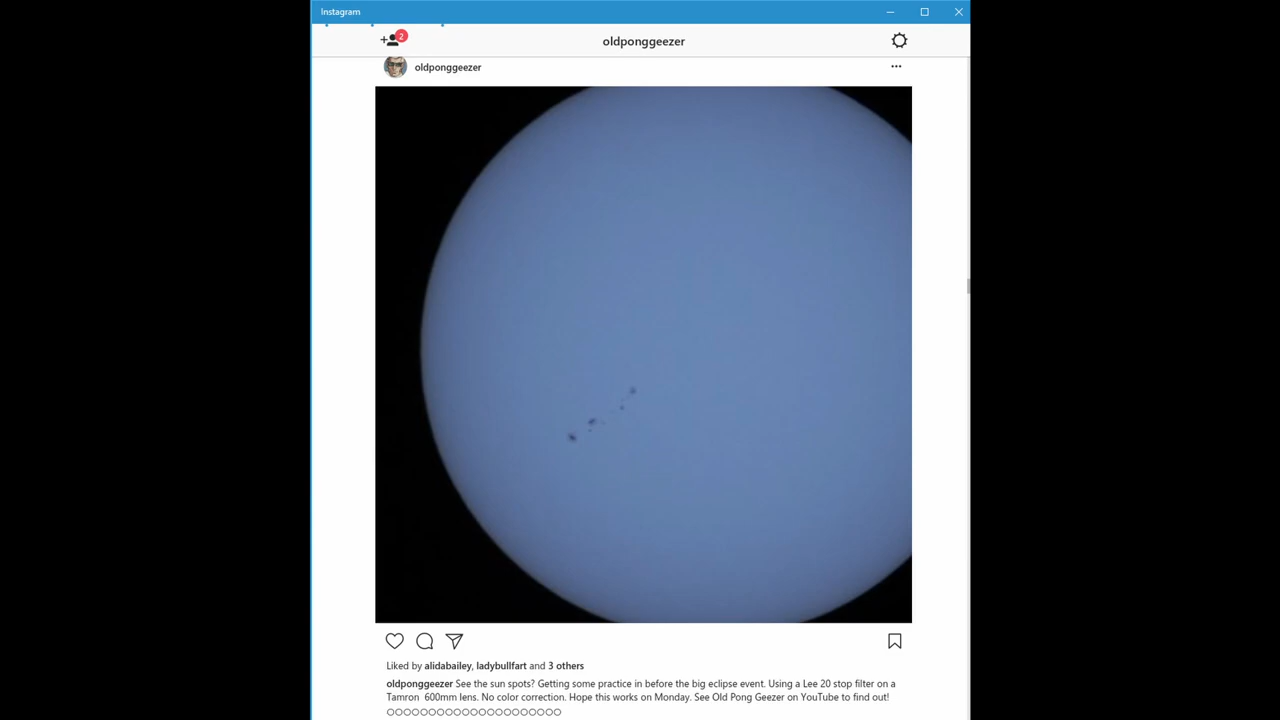 Instagram
2
oldponggeezer
oldponggeezer
Liked by alidabailey, ladybullfart and 3 others
oldponggeezer See the sun spots? Getting some practice in before the big eclipse event. Using a Lee 20 stop filter on a
Tamron 600mm lens. No color correction. Hope this works on Monday. See Old Pong Geezer on YouTube to find out!